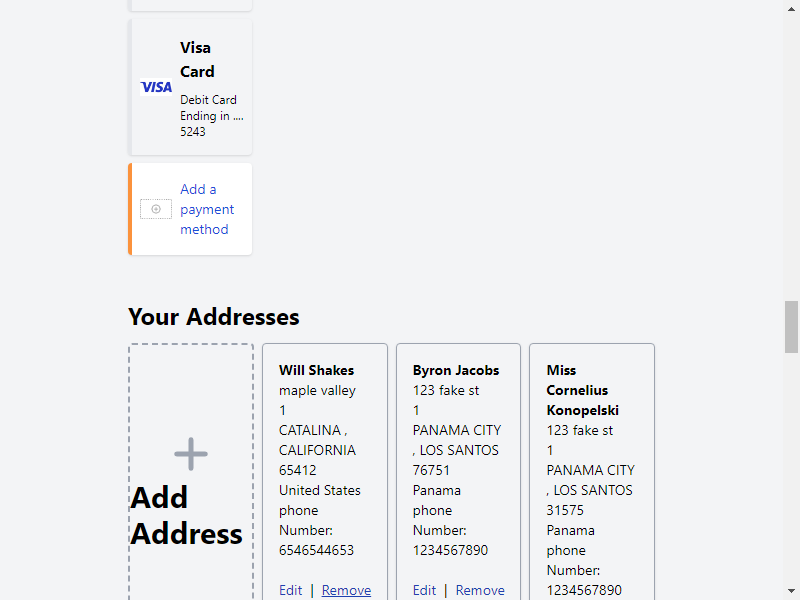 Visa
Card
VISA
Debit Card
Ending in ....
5243
Add a
payment
method
Your Addresses
Add
Address
Will Shakes
maple valley
1
CATALINA ,
CALIFORNIA
65412
United States
phone
Number:
6546544653
Edit | Remove
Byron Jacobs
123 fake st
1
PANAMA CITY
, LOS SANTOS
76751
Panama
phone
Number:
1234567890
Edit | Remove
Miss
Cornelius
Konopelski
123 fake st
1
PANAMA CITY
, LOS SANTOS
31575
Panama
phone
Number:
1234567890